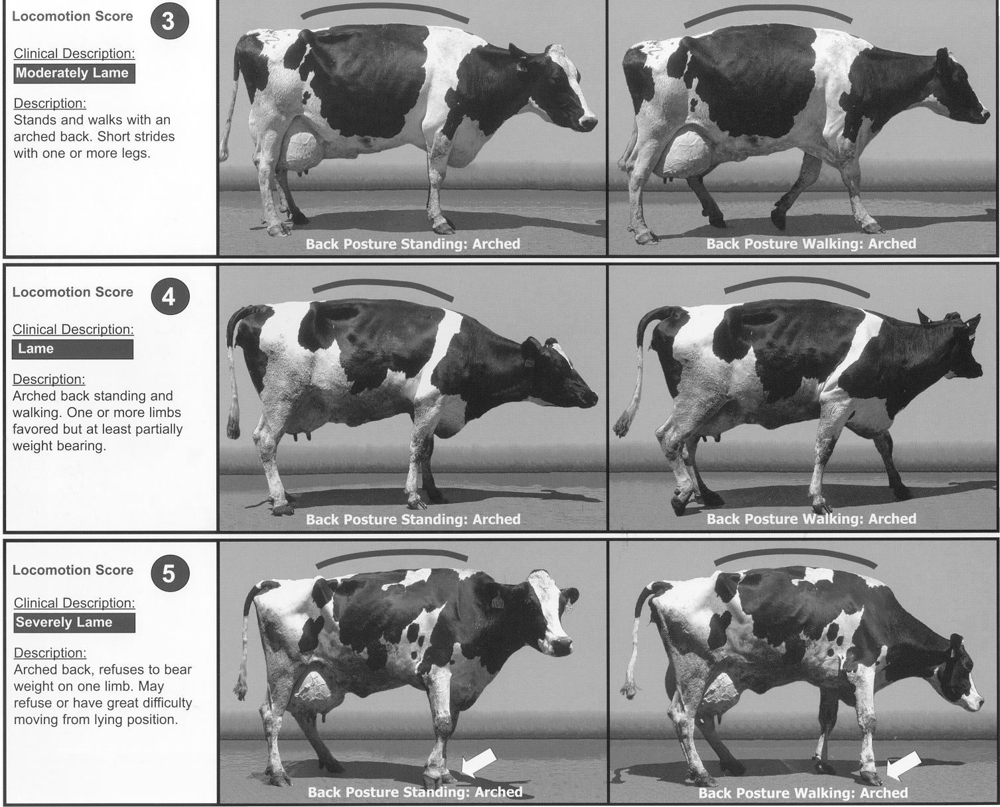 Locomotion Score 3
Clinical Description:
Moderately Lame
Description:
Stands and walks with an
arched back. Short strides
with one or more legs.
Back Posture Standing: Arched
Back Posture Walking: Arched
Locomotion Score 4
Clinical Description:
Lame
Description:
Arched back standing and
walking. One or more limbs
favored but at least partially
weight bearing.
Back Posture Standing: Arched
Back Posture Walking: Arched
Locomotion Score 5
Clinical Description:
Severely Lame
Description:
Arched back, refuses to bear
weight on one limb. May
refuse or have great difficulty
moving from lying position.
Back Posture Standing: Arched
Back Posture Walking: Arched